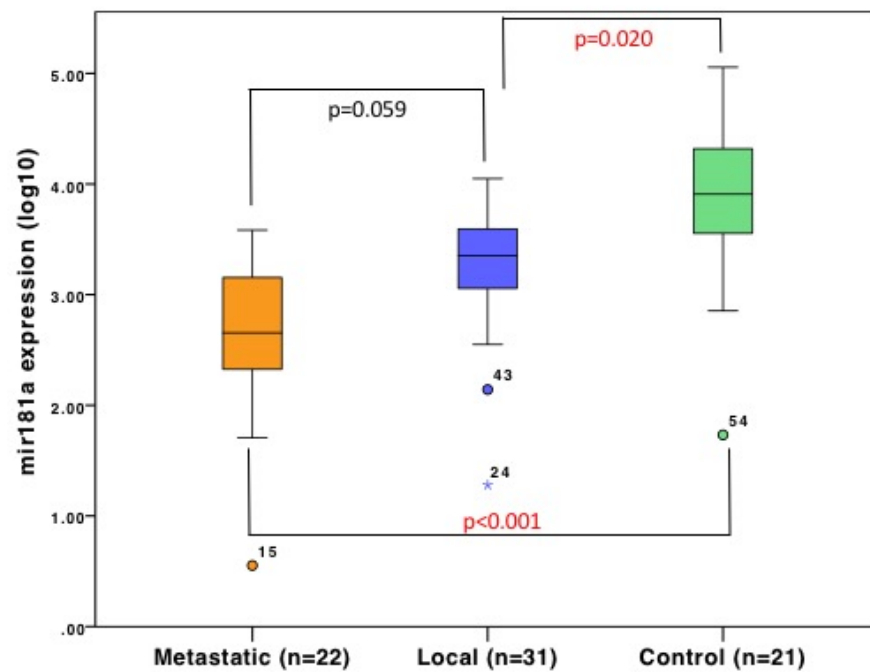 p=0.020
5.00
p=0.059
4.00
3.00
43
2.00
54
24
1.00
p<0.001
15
.00
mir181a expression (log10)
Metastatic (n=22) Local (n=31) Control (n=21)